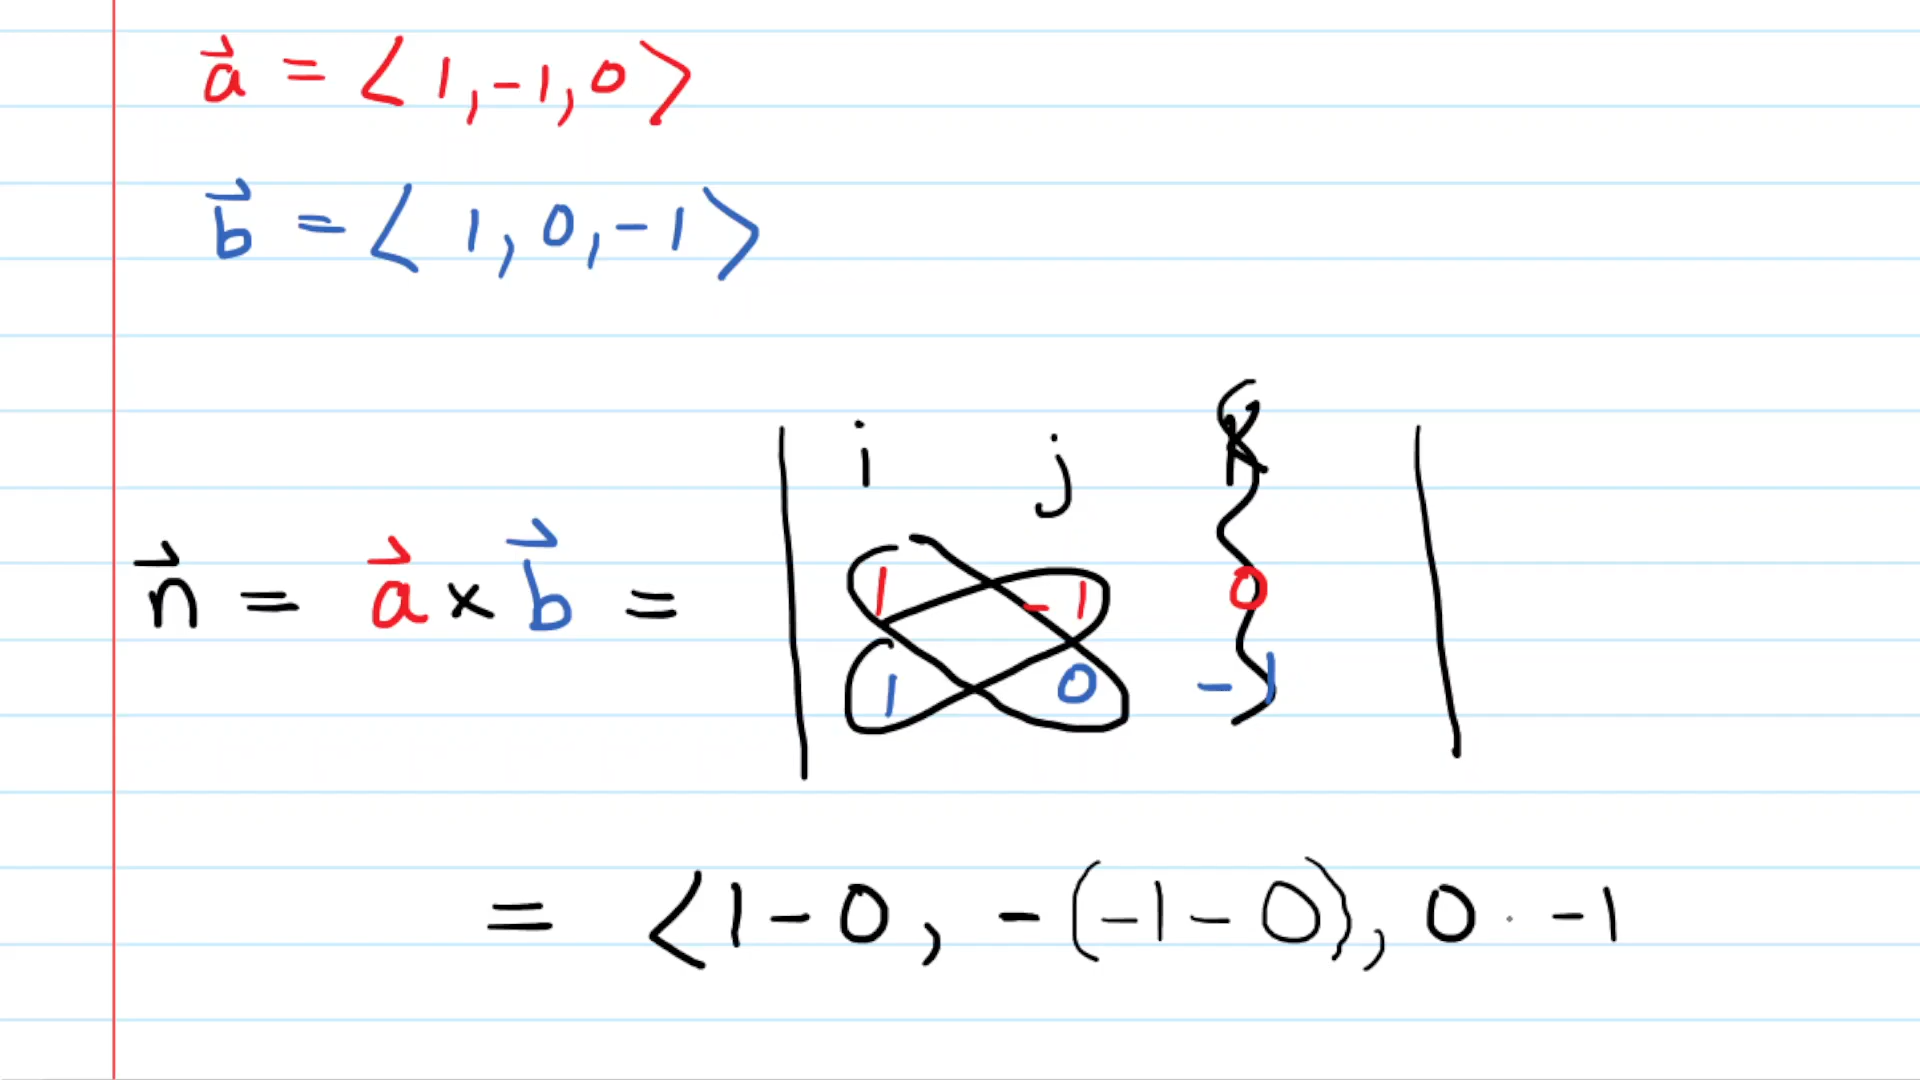 a⃗ = ⟨1, -1, 0⟩
b⃗ = ⟨1, 0, -1⟩
i j k
n⃗ = a⃗ × b⃗ = | 1 -1 0 |
1 0 -1
= ⟨1 - 0, -(-1 - 0), 0 · -1